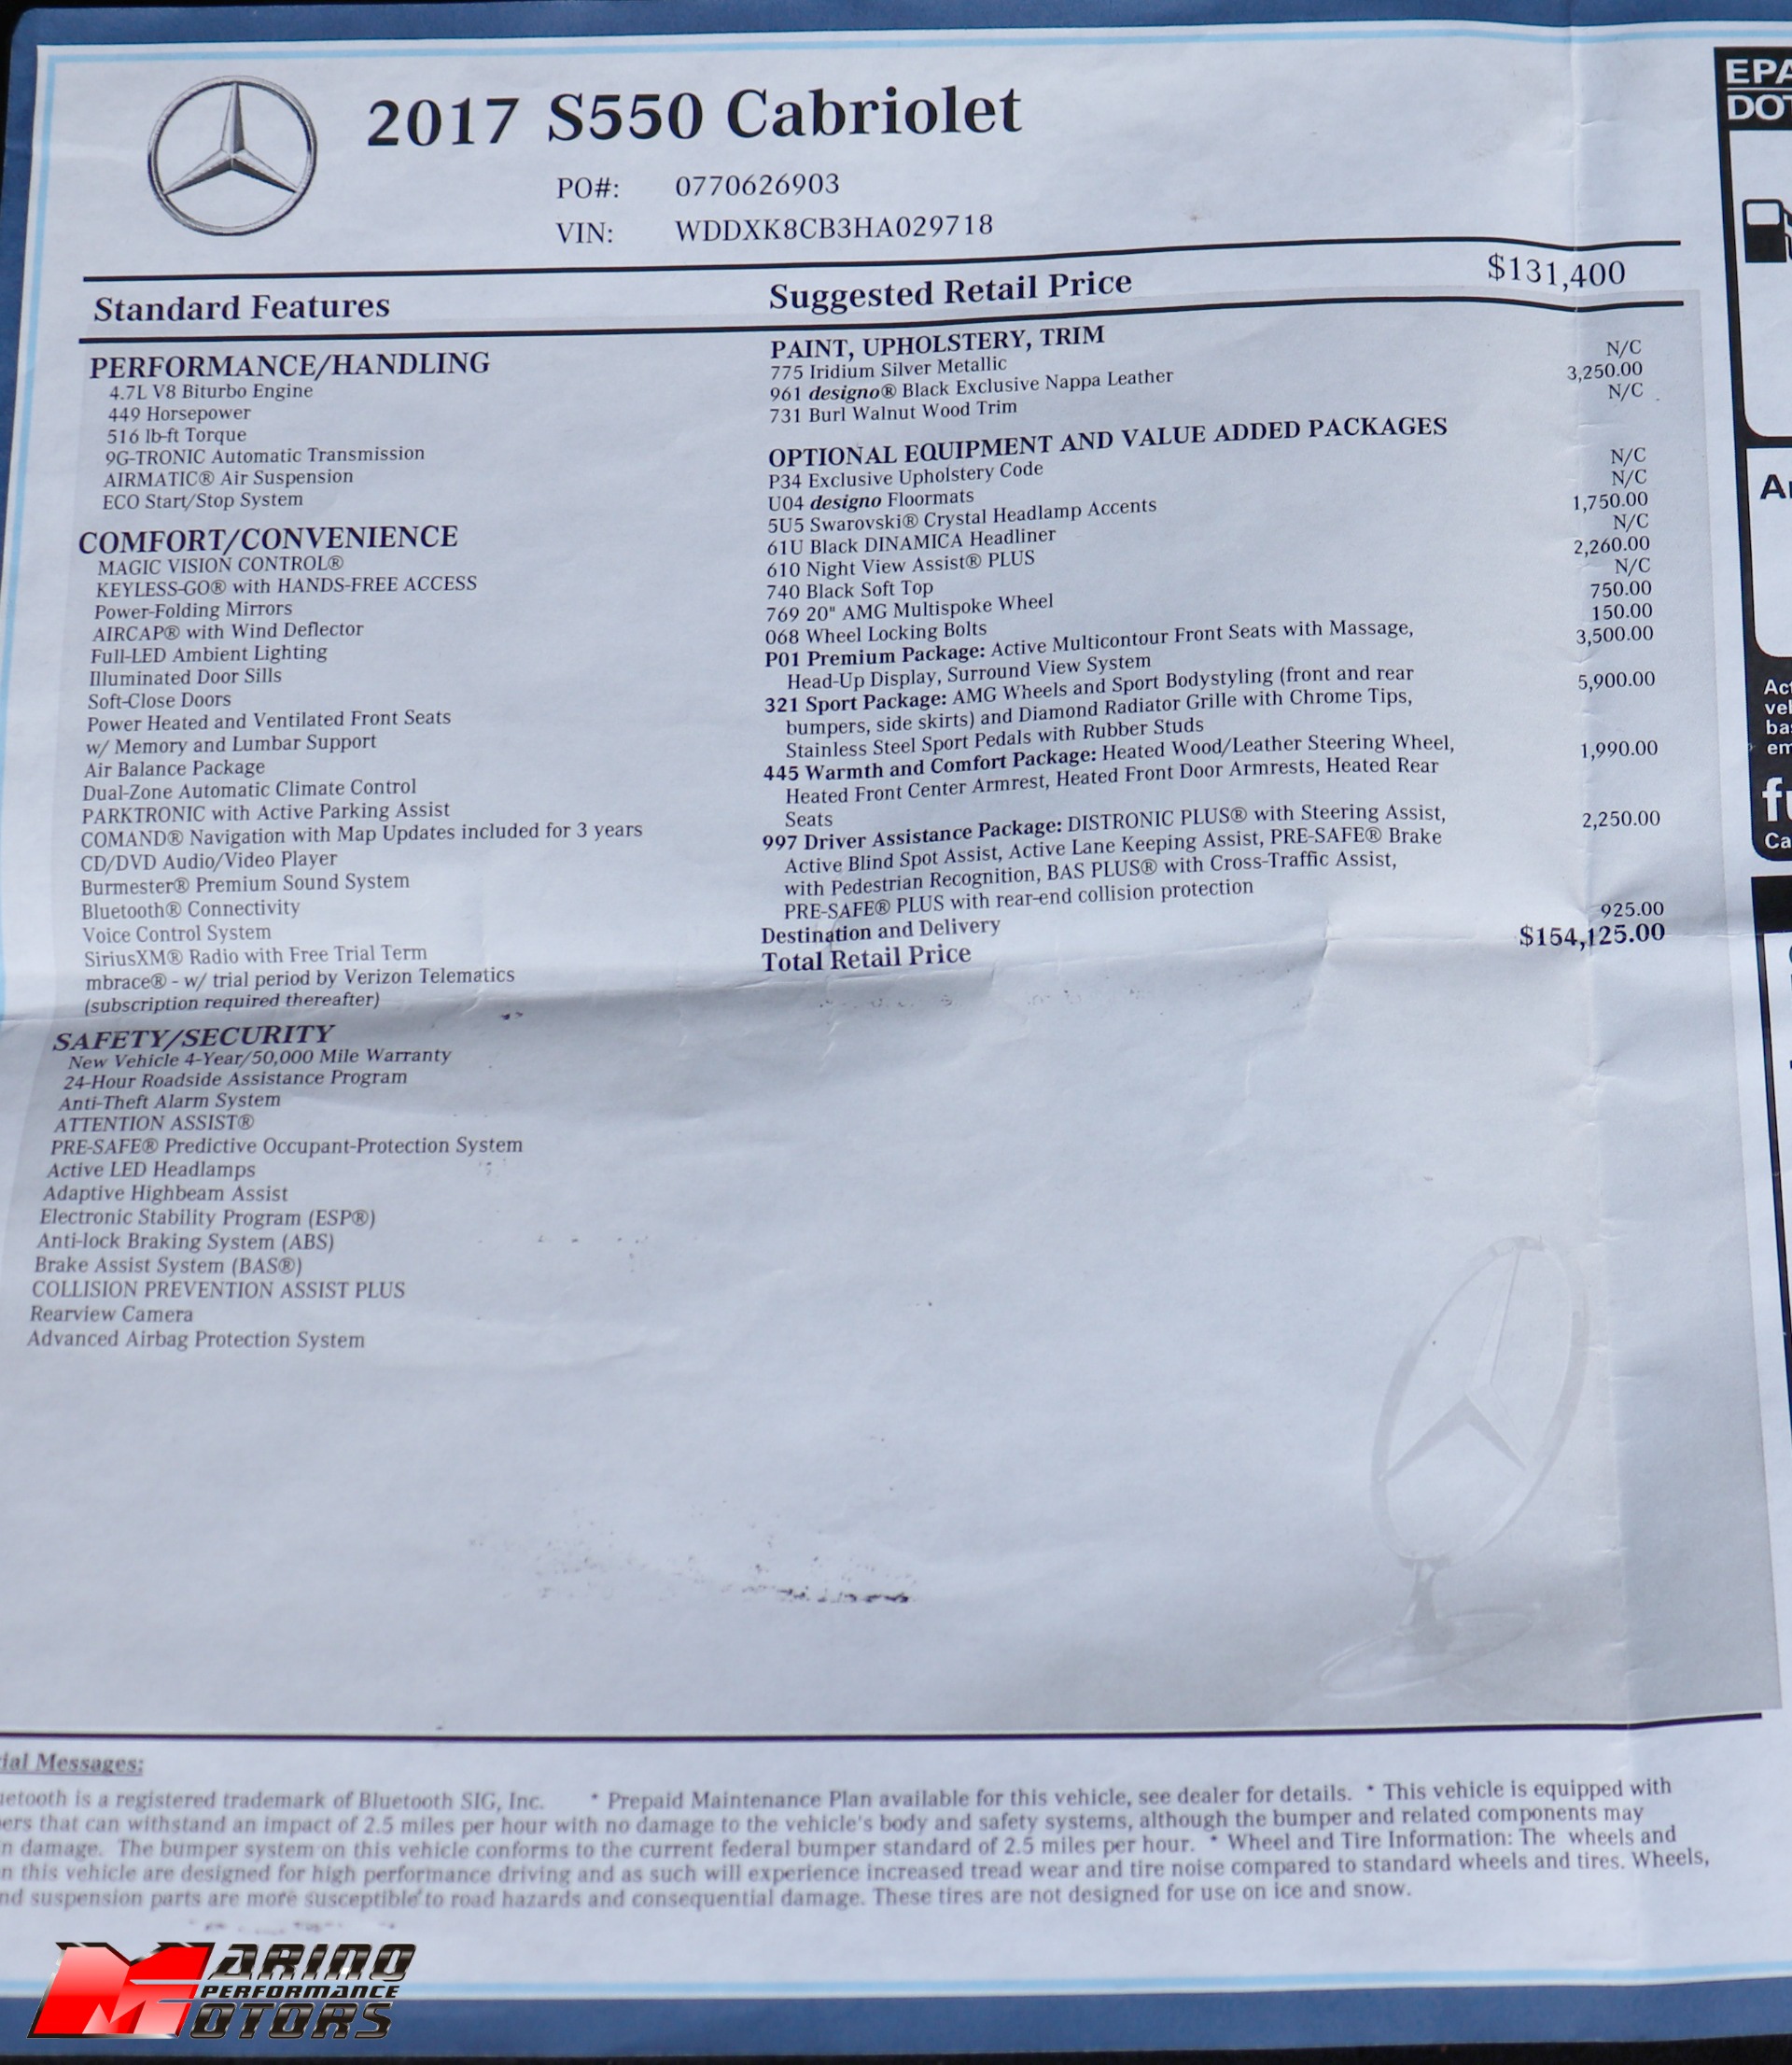 2017 S550 Cabriolet
PO#: 0770626903
VIN: WDDXK8CB3HA029718
Standard Features
PERFORMANCE/HANDLING
4.7L V8 Biturbo Engine
449 Horsepower
516 lb-ft Torque
9G-TRONIC Automatic Transmission
AIRMATIC® Air Suspension
ECO Start/Stop System
COMFORT/CONVENIENCE
MAGIC VISION CONTROL®
KEYLESS-GO® with HANDS-FREE ACCESS
Power-Folding Mirrors
AIRCAP® with Wind Deflector
Full-LED Ambient Lighting
Illuminated Door Sills
Soft-Close Doors
Power Heated and Ventilated Front Seats
w/ Memory and Lumbar Support
Air Balance Package
Dual-Zone Automatic Climate Control
PARKTRONIC with Active Parking Assist
COMAND® Navigation with Map Updates included for 3 years
CD/DVD Audio/Video Player
Burmester® Premium Sound System
Bluetooth® Connectivity
Voice Control System
SiriusXM® Radio with Free Trial Term
mbrace® - w/ trial period by Verizon Telematics
(subscription required thereafter)
SAFETY/SECURITY
New Vehicle 4-Year/50,000 Mile Warranty
24-Hour Roadside Assistance Program
Anti-Theft Alarm System
ATTENTION ASSIST®
PRE-SAFE® Predictive Occupant-Protection System
Active LED Headlamps
Adaptive Highbeam Assist
Electronic Stability Program (ESP®)
Anti-lock Braking System (ABS)
Brake Assist System (BAS®)
COLLISION PREVENTION ASSIST PLUS
Rearview Camera
Advanced Airbag Protection System
Suggested Retail Price $131,400
PAINT, UPHOLSTERY, TRIM
775 Iridium Silver Metallic N/C
961 designo® Black Exclusive Nappa Leather 3,250.00
731 Burl Walnut Wood Trim N/C
OPTIONAL EQUIPMENT AND VALUE ADDED PACKAGES
P34 Exclusive Upholstery Code N/C
U04 designo Floormats N/C
5U5 Swarovski® Crystal Headlamp Accents 1,750.00
61U Black DINAMICA Headliner N/C
610 Night View Assist® PLUS 2,260.00
740 Black Soft Top N/C
769 20" AMG Multispoke Wheel 750.00
068 Wheel Locking Bolts 150.00
P01 Premium Package: Active Multicontour Front Seats with Massage, 3,500.00
Head-Up Display, Surround View System
321 Sport Package: AMG Wheels and Sport Bodystyling (front and rear 5,900.00
bumpers, side skirts) and Diamond Radiator Grille with Chrome Tips,
Stainless Steel Sport Pedals with Rubber Studs
445 Warmth and Comfort Package: Heated Wood/Leather Steering Wheel, 1,990.00
Heated Front Center Armrest, Heated Front Door Armrests, Heated Rear
Seats
997 Driver Assistance Package: DISTRONIC PLUS® with Steering Assist, 2,250.00
Active Blind Spot Assist, Active Lane Keeping Assist, PRE-SAFE® Brake
with Pedestrian Recognition, BAS PLUS® with Cross-Traffic Assist,
PRE-SAFE® PLUS with rear-end collision protection
Destination and Delivery 925.00
Total Retail Price $154,125.00
EPA
DOT
Messages:
is a registered trademark of Bluetooth SIG, Inc. * Prepaid Maintenance Plan available for this vehicle, see dealer for details. * This vehicle is equipped with
that can withstand an impact of 2.5 miles per hour with no damage to the vehicle's body and safety systems, although the bumper and related components may
damage. The bumper system on this vehicle conforms to the current federal bumper standard of 2.5 miles per hour. * Wheel and Tire Information: The wheels and
this vehicle are designed for high performance driving and as such will experience increased tread wear and tire noise compared to standard wheels and tires. Wheels,
suspension parts are more susceptible to road hazards and consequential damage. These tires are not designed for use on ice and snow.
MARINO
PERFORMANCE
MOTORS